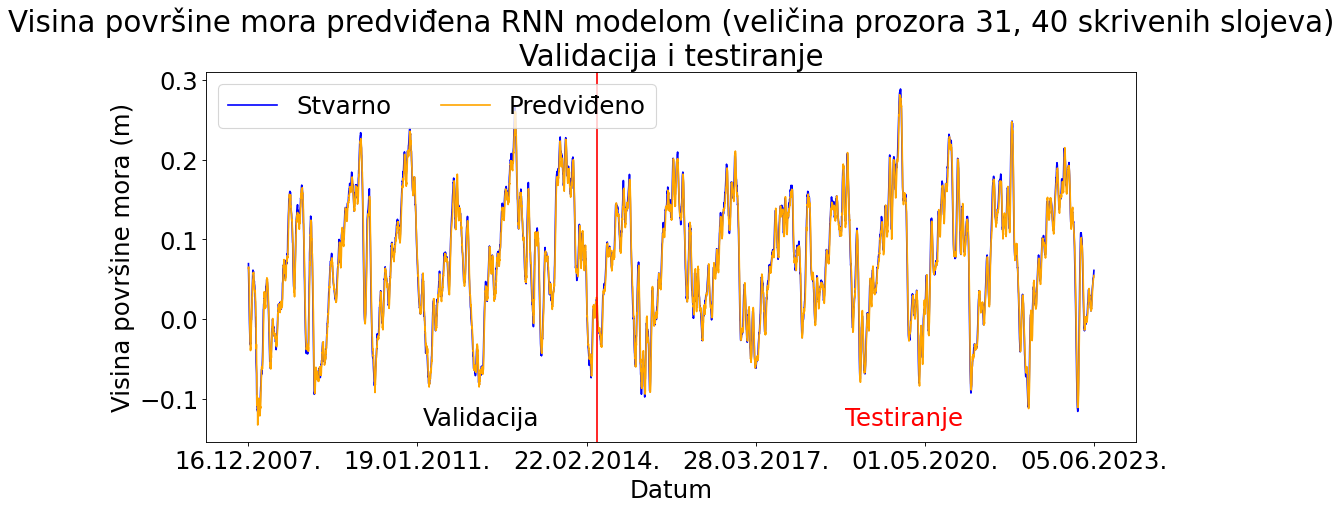 Visina površine mora predviđena RNN modelom (veličina prozora 31, 40 skrivenih slojeva)
Validacija i testiranje
Stvarno
Predviđeno
Visina površine mora (m)
0.3
0.2
0.1
0.0
−0.1
Validacija
Testiranje
16.12.2007.
19.01.2011.
22.02.2014.
28.03.2017.
01.05.2020.
05.06.2023.
Datum